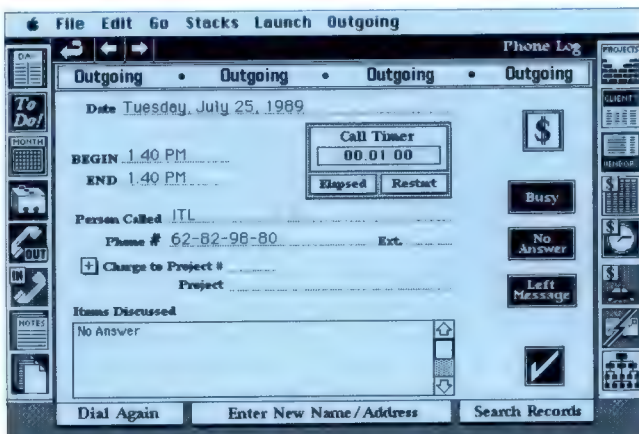 File Edit Go Stacks Launch Outgoing
Phone Log
Outgoing • Outgoing • Outgoing • Outgoing
Date Tuesday, July 25, 1989
Call Timer
00.01 00
Elapsed Restart
BEGIN 1.40 PM
END 1.40 PM
Person Called ITL
Phone # 62-82-98-80 Ext.
+ Charge to Project #
Project
Items Discussed
No Answer
Dial Again Enter New Name/Address Search Records
DAY
To Do!
MONTH
OUT
IN
NOTES
$
Busy
No Answer
Left Message
PROJECTS
CLIENTS
VENDORS
$
$
$